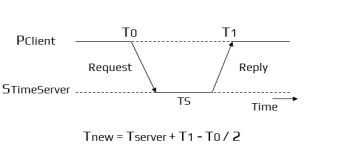 T0 T1
PClient
Request Reply
STimeServer
TS
Time
Tnew = Tserver + T1 - T0 / 2